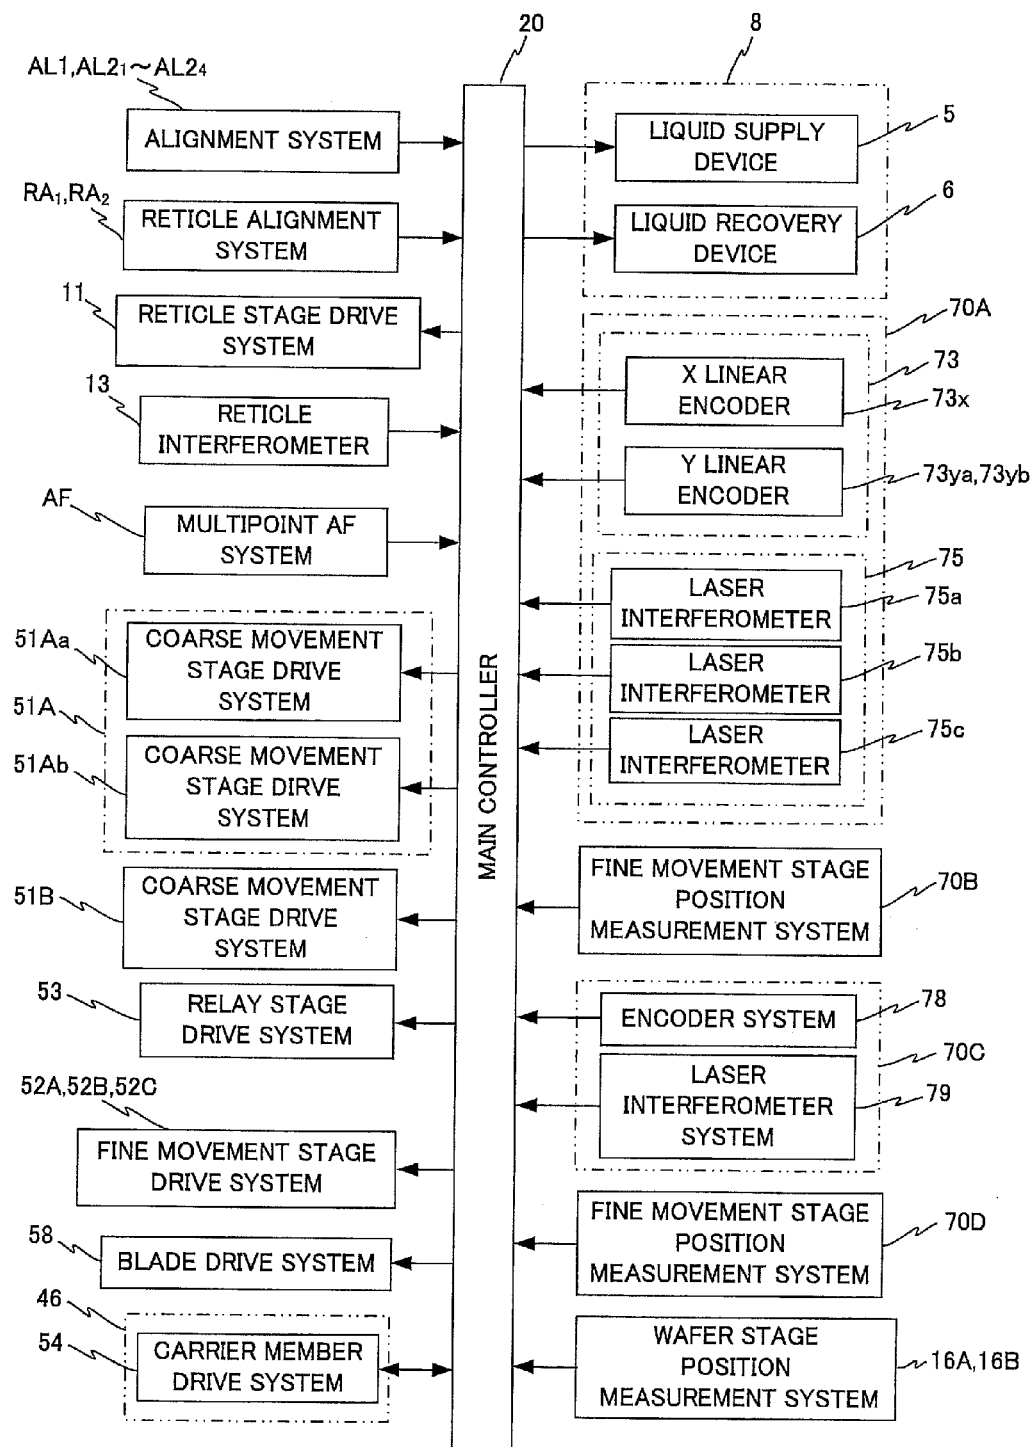 20
8
AL1,AL2₁~AL2₄
ALIGNMENT SYSTEM
RA₁,RA₂
RETICLE ALIGNMENT
SYSTEM
11
RETICLE STAGE DRIVE
SYSTEM
13
RETICLE
INTERFEROMETER
AF
MULTIPOINT AF
SYSTEM
51Aa
COARSE MOVEMENT
STAGE DRIVE
SYSTEM
51A
51Ab
COARSE MOVEMENT
STAGE DIRVE
SYSTEM
51B
COARSE MOVEMENT
STAGE DRIVE
SYSTEM
53
RELAY STAGE
DRIVE SYSTEM
52A,52B,52C
FINE MOVEMENT STAGE
DRIVE SYSTEM
58
BLADE DRIVE SYSTEM
46
54
CARRIER MEMBER
DRIVE SYSTEM
MAIN CONTROLLER
LIQUID SUPPLY
DEVICE
5
LIQUID RECOVERY
DEVICE
6
70A
73
X LINEAR
ENCODER
73x
Y LINEAR
ENCODER
73ya,73yb
75
LASER
INTERFEROMETER
75a
LASER
INTERFEROMETER
75b
LASER
INTERFEROMETER
75c
FINE MOVEMENT STAGE
POSITION
MEASUREMENT SYSTEM
70B
ENCODER SYSTEM
78
70C
LASER
INTERFEROMETER
SYSTEM
79
FINE MOVEMENT STAGE
POSITION
MEASUREMENT SYSTEM
70D
WAFER STAGE
POSITION
MEASUREMENT SYSTEM
16A,16B